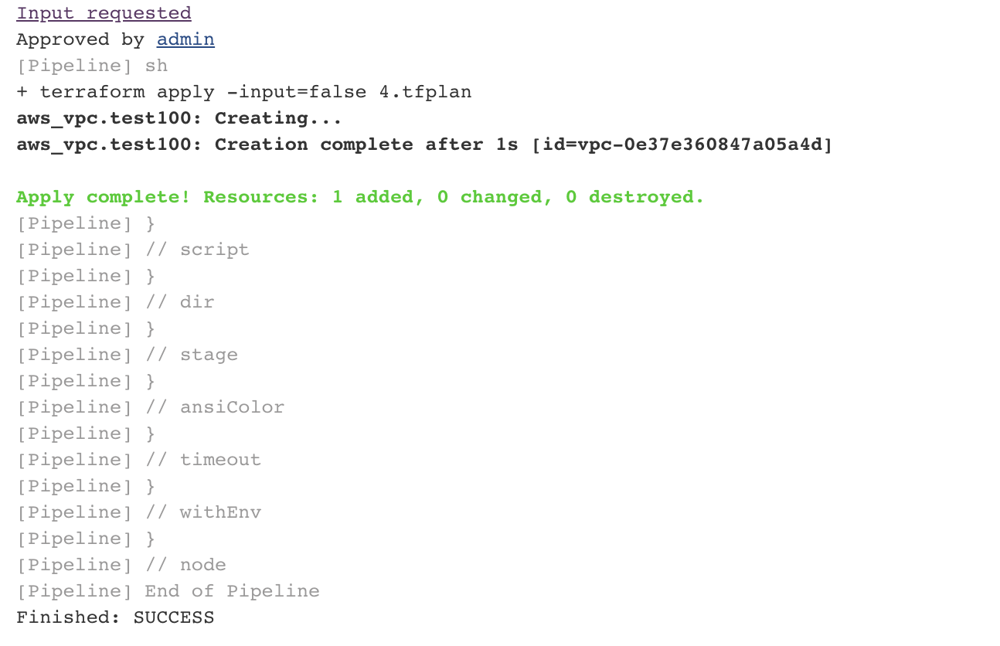 Input requested
Approved by admin
[Pipeline] sh
+ terraform apply -input=false 4.tfplan
aws_vpc.test100: Creating...
aws_vpc.test100: Creation complete after 1s [id=vpc-0e37e360847a05a4d]
Apply complete! Resources: 1 added, 0 changed, 0 destroyed.
[Pipeline] }
[Pipeline] // script
[Pipeline] }
[Pipeline] // dir
[Pipeline] }
[Pipeline] // stage
[Pipeline] }
[Pipeline] // ansiColor
[Pipeline] }
[Pipeline] // timeout
[Pipeline] }
[Pipeline] // withEnv
[Pipeline] }
[Pipeline] // node
[Pipeline] End of Pipeline
Finished: SUCCESS